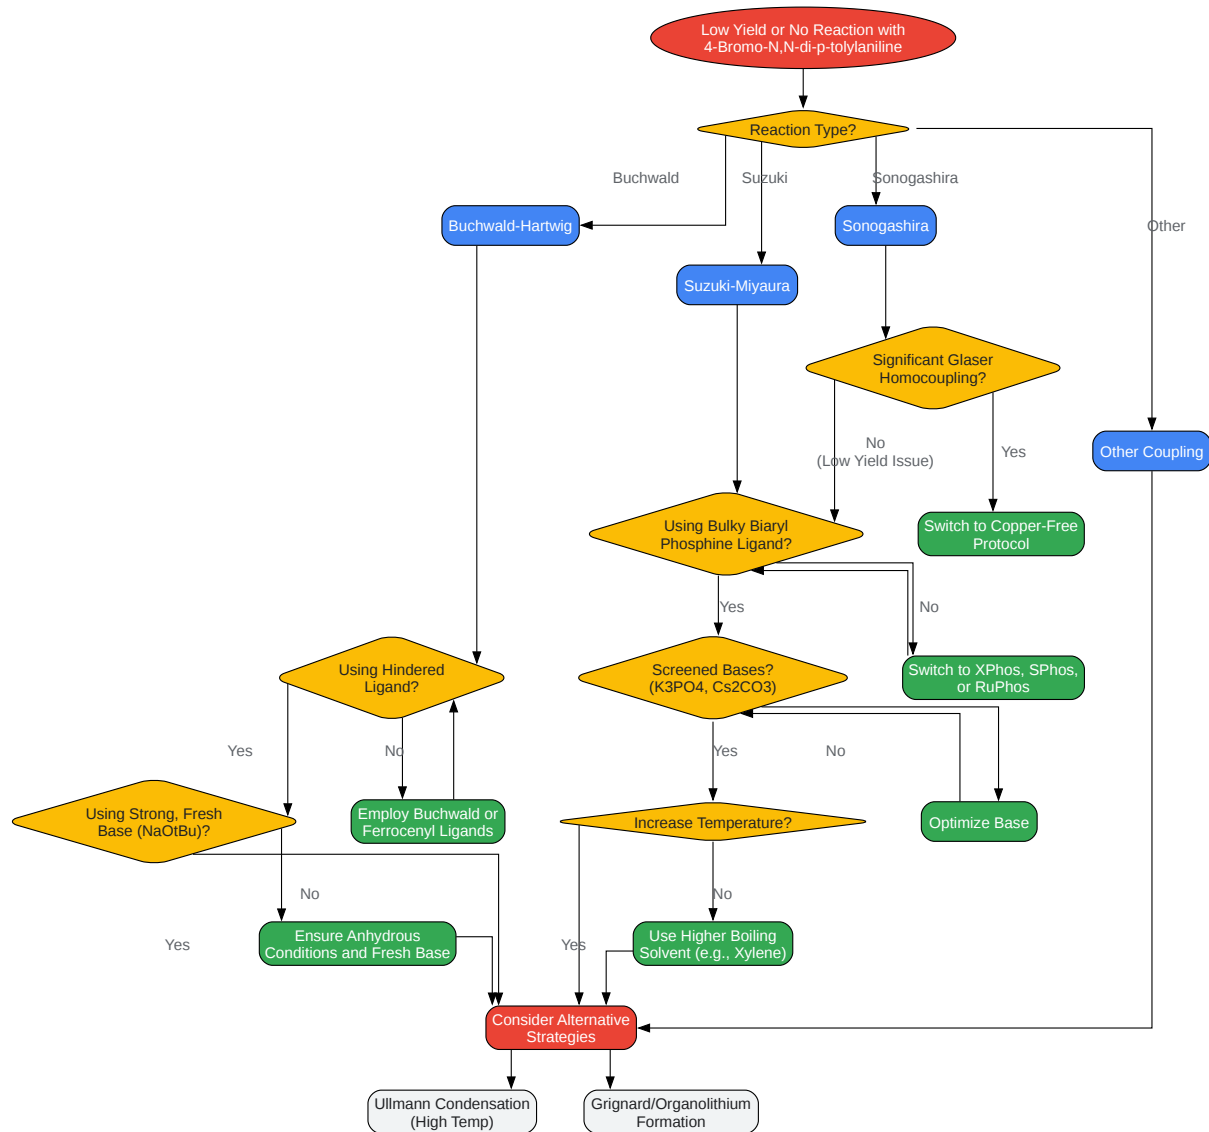 Low Yield or No Reaction with
4-Bromo-N,N-di-p-tolylaniline
Reaction Type?
Buchwald
Suzuki
Sonogashira
Buchwald-Hartwig
Sonogashira
Other
Suzuki-Miyaura
Significant Glaser
Homocoupling?
No
(Low Yield Issue)
Yes
Other Coupling
Using Bulky Biaryl
Phosphine Ligand?
Switch to Copper-Free
Protocol
Yes
No
Using Hindered
Ligand?
Screened Bases?
(K3PO4, Cs2CO3)
Switch to XPhos, SPhos,
or RuPhos
Yes
No
Yes
No
Using Strong, Fresh
Base (NaOtBu)?
Employ Buchwald or
Ferrocenyl Ligands
Increase Temperature?
Optimize Base
No
No
Yes
Ensure Anhydrous
Conditions and Fresh Base
Yes
Use Higher Boiling
Solvent (e.g., Xylene)
Consider Alternative
Strategies
Ullmann Condensation
(High Temp)
Grignard/Organolithium
Formation